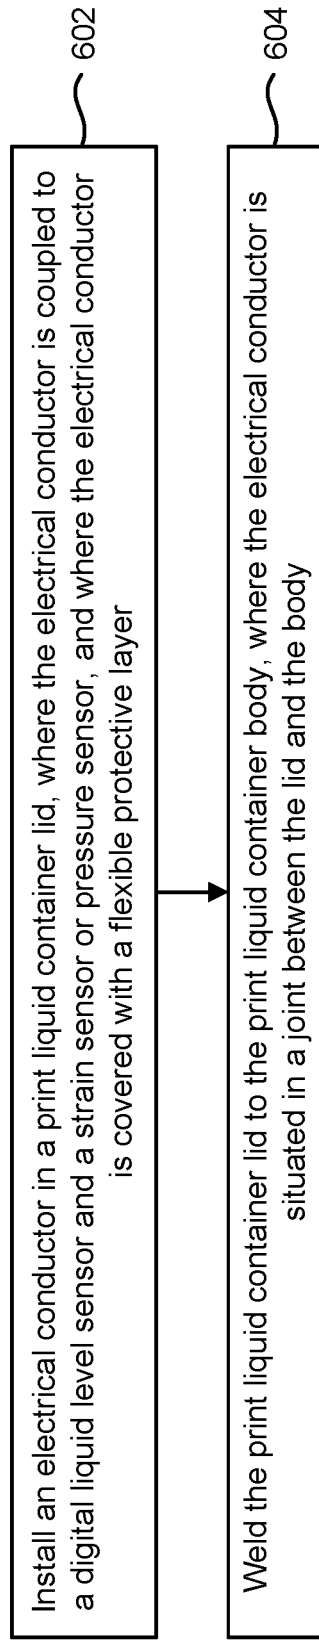 Install an electrical conductor in a print liquid container lid, where the electrical conductor is coupled to
a digital liquid level sensor and a strain sensor or pressure sensor, and where the electrical conductor
is covered with a flexible protective layer
602
Weld the print liquid container lid to the print liquid container body, where the electrical conductor is
situated in a joint between the lid and the body
604